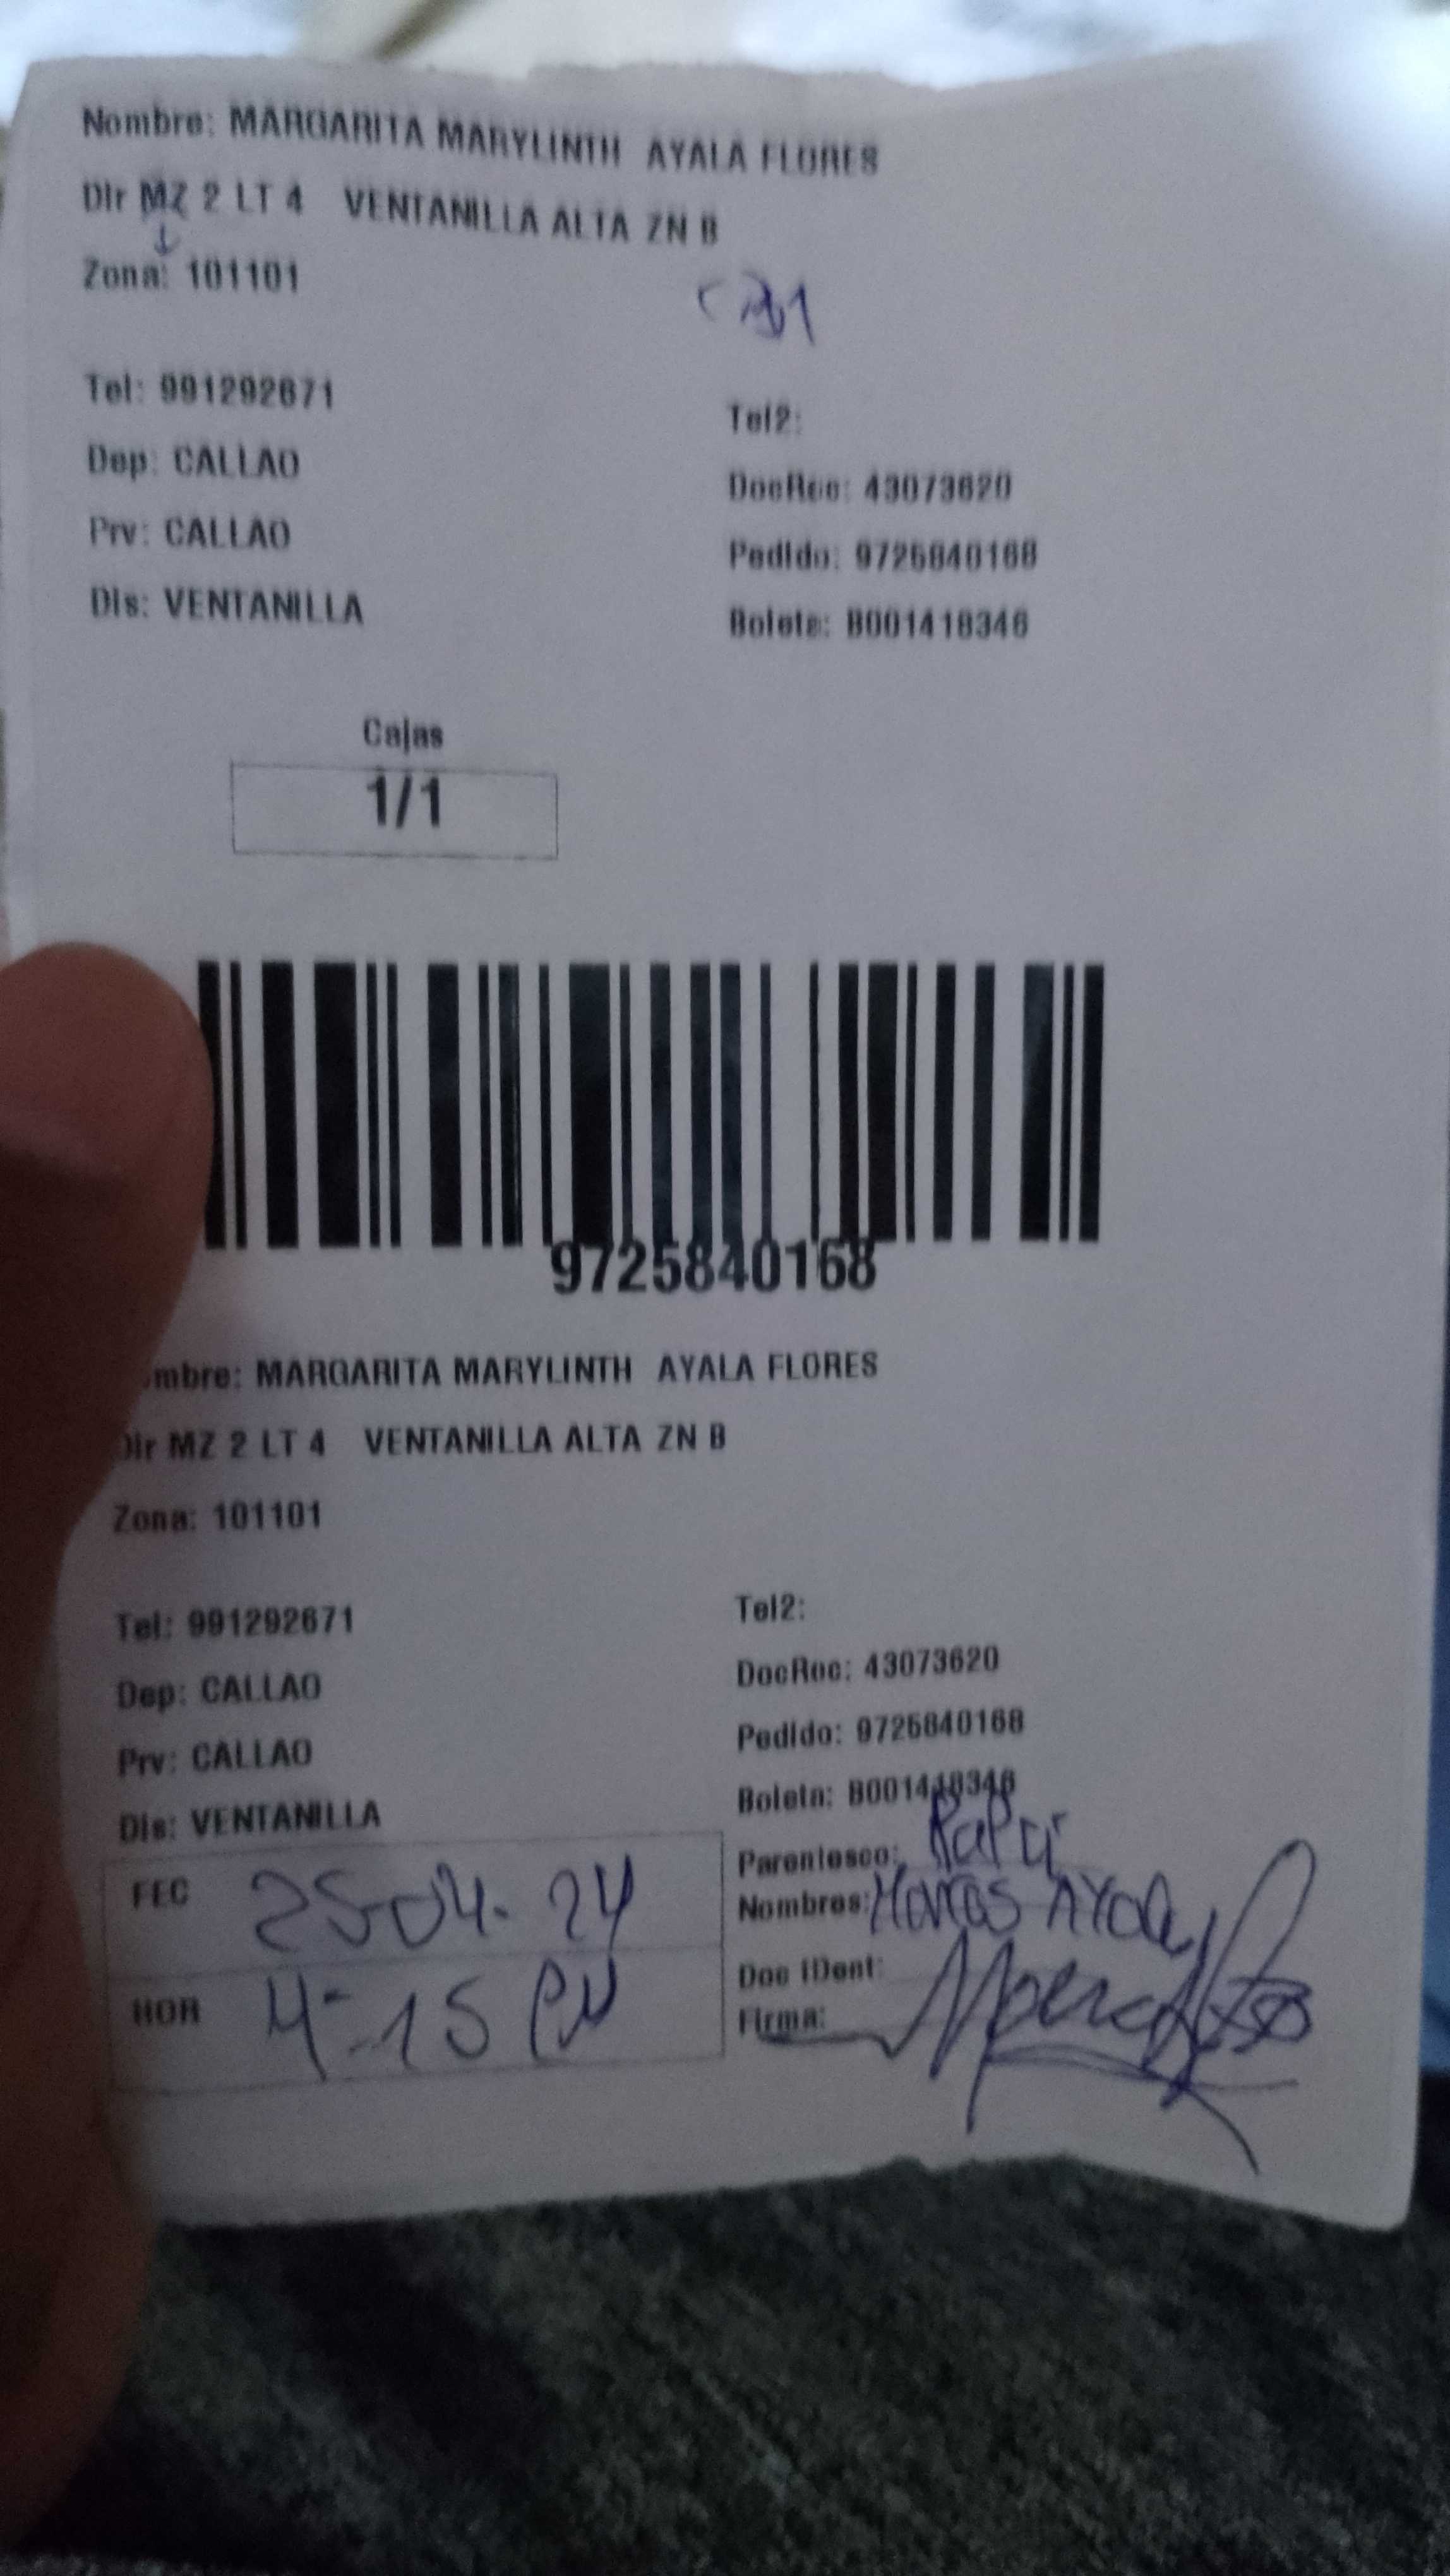 Nombre: MARGARITA MARYLINTH AYALA FLORES
Dir MZ 2 LT 4 VENTANILLA ALTA ZN B
Zona: 101101
Tel: 991292671
Tel2:
Dep: CALLAO
DocRec: 43073620
Prv: CALLAO
Pedido: 9725840168
Dis: VENTANILLA
Boleta: B001418346
Cajas
1/1
9725840168
mbre: MARGARITA MARYLINTH AYALA FLORES
Dir MZ 2 LT 4 VENTANILLA ALTA ZN B
Zona: 101101
Tel: 991292671
Tel2:
Dep: CALLAO
DocRec: 43073620
Prv: CALLAO
Pedido: 9725840168
Dis: VENTANILLA
Boleta: B001418346
Parentesco: Papá
FEC 25-04-24
Nombres: Ayala
HOR 4-15 PM
Doc IDent:
Firma: